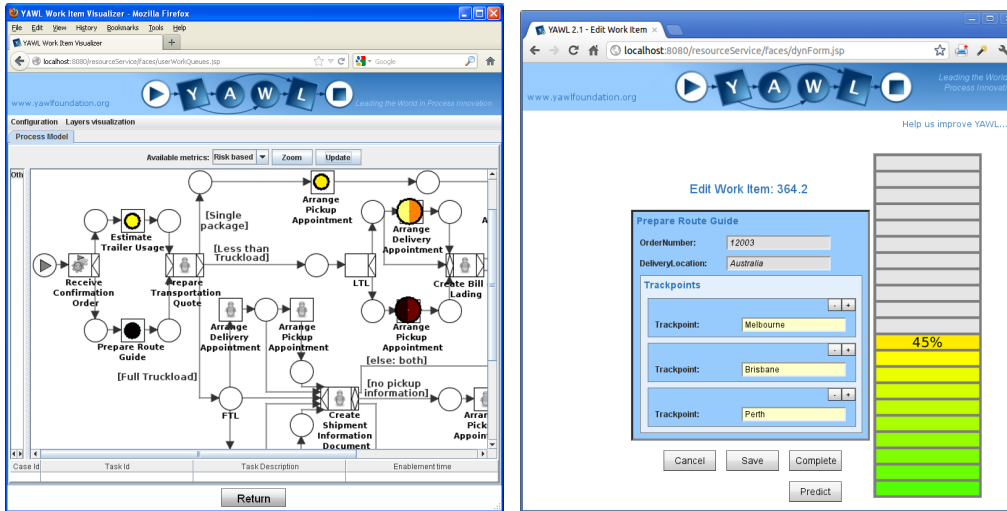 YAWL Work Item Visualizer - Mozilla Firefox
File Edit View History Bookmarks Tools Help
YAWL Work Item Visualizer
localhost:8080/resourceService/faces/userWorkQueues.jsp
Google
www.yawlfoundation.org
Y A W L
Leading the World in Process Innovation
Configuration Layers visualization
Process Model
Available metrics: Risk based Zoom Update
Oth
Arrange
Pickup
Appointment
[Single
package]
Estimate
Trailer Usage
Arrange
Delivery
Appointment
[Less than
Truckload]
Receive
Confirmation
Order
Prepare
Transportation
Quote
LTL
Create Bill
Lading
Prepare Route
Guide
Arrange
Delivery
Appointment
Arrange
Pickup
Appointment
Arrange
Pickup
Appointment
[else: both]
[Full Truckload]
[no pickup
information]
FTL
Create
Shipment
Information
Document
Arran
Pick
Appoint
Case Id Task Id Task Description Enablement time
Return
YAWL 2.1 - Edit Work Item
localhost:8080/resourceService/faces/dynForm.jsp
www.yawlfoundation.org
Y A W L
Leading the World
Process Innovat
Help us improve YAWL...
Edit Work Item: 364.2
Prepare Route Guide
OrderNumber: 12003
DeliveryLocation: Australia
Trackpoints
- +
Trackpoint: Melbourne
- +
Trackpoint: Brisbane
- +
Trackpoint: Perth
45%
Cancel Save Complete
Predict